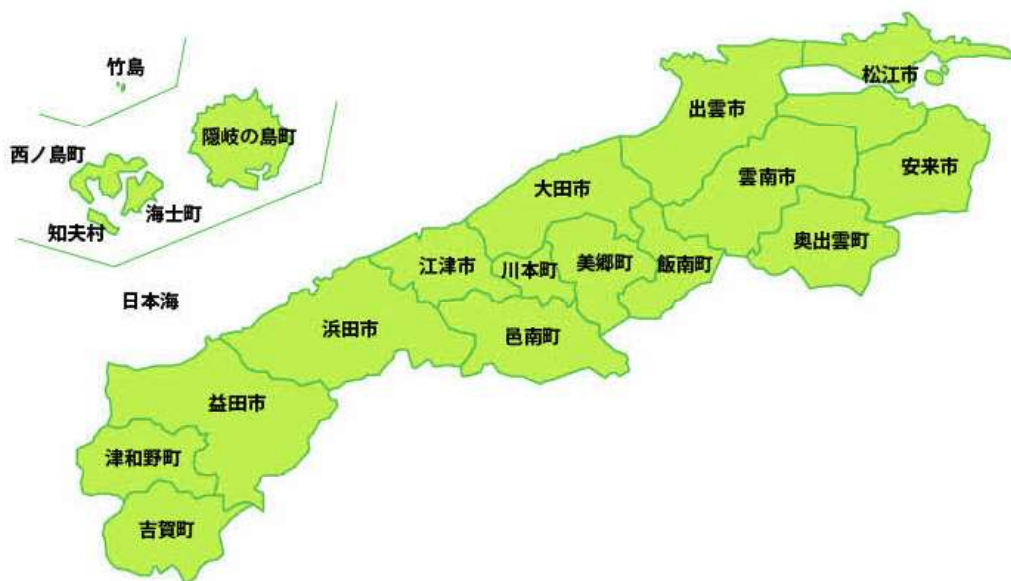 竹島
松江市
出雲市
隠岐の島町
西ノ島町
安来市
雲南市
大田市
海士町
知夫村
奥出雲町
江津市
川本町
美郷町
飯南町
日本海
浜田市
邑南町
益田市
津和野町
吉賀町